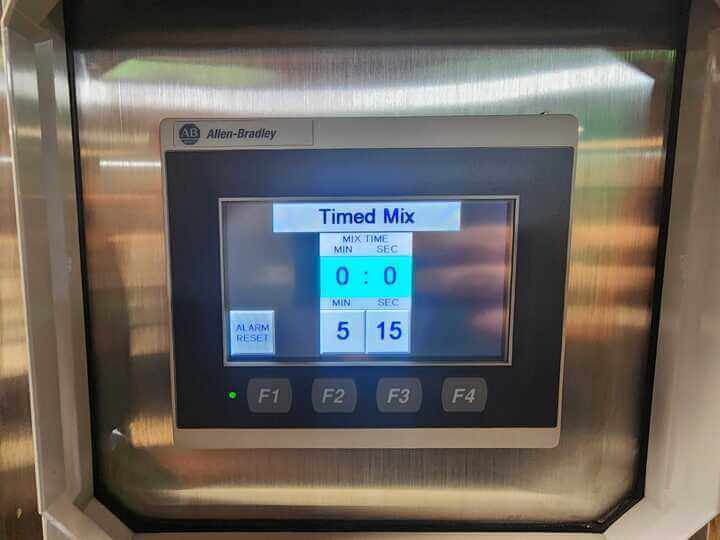 AB Allen-Bradley
Timed Mix
MIX TIME
MIN SEC
0 : 0
MIN SEC
5 15
ALARM
RESET
F1 F2 F3 F4